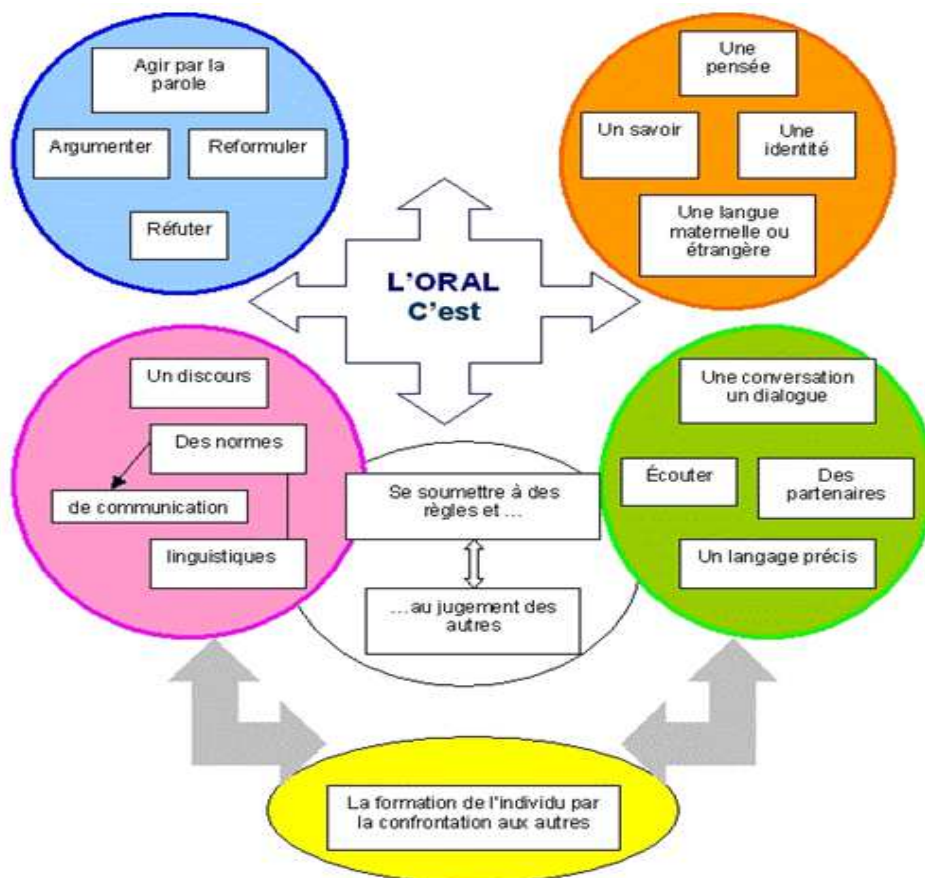 Agir par la
parole
Argumenter
Reformuler
Réfuter
Une
pensée
Un savoir
Une
identité
Une langue
maternelle ou
étrangère
L'ORAL
C'est
Un discours
Des normes
de communication
linguistiques
Se soumettre à des
règles et ...
...au jugement des
autres
Une conversation
un dialogue
Écouter
Des
partenaires
Un langage précis
La formation de l'individu par
la confrontation aux autres